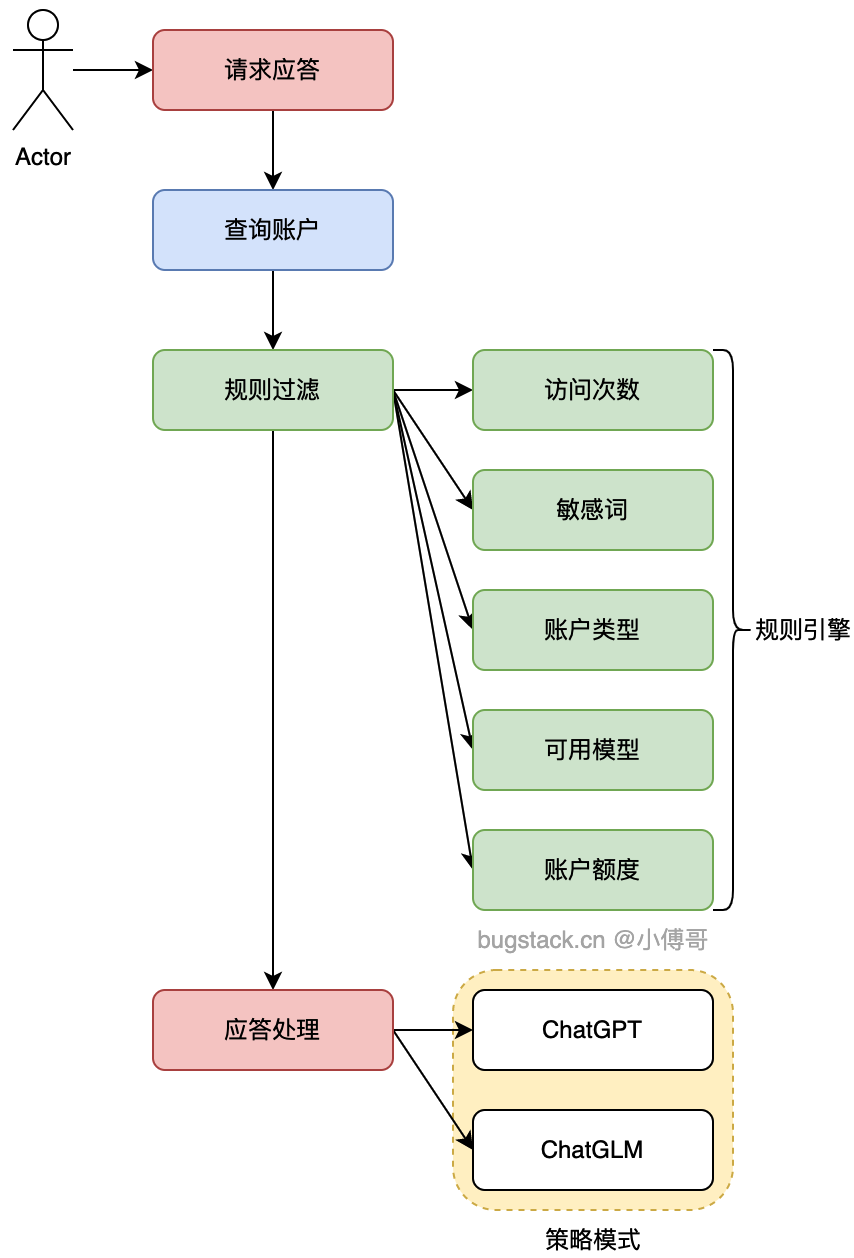 请求应答
Actor
查询账户
规则过滤
访问次数
敏感词
账户类型
规则引擎
可用模型
账户额度
bugstack.cn @小傅哥
应答处理
ChatGPT
ChatGLM
策略模式